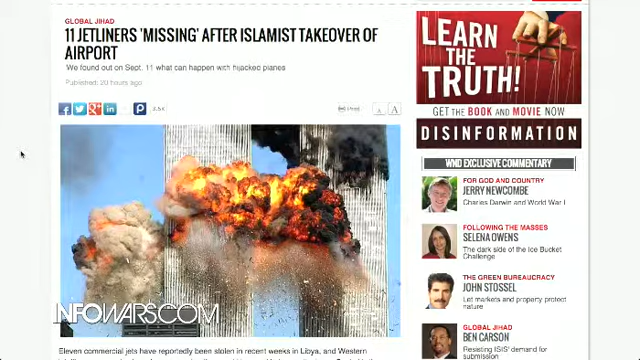 GLOBAL JIHAD
11 JETLINERS 'MISSING' AFTER ISLAMIST TAKEOVER OF
AIRPORT
We found out on Sept. 11 what can happen with hijacked planes
Published: 20 hours ago
f
in
P
A
A
INFOWARS.COM
Eleven commercial jets have reportedly been stolen in recent weeks in Libya, and Western
LEARN
THE
TRUTH!
GET THE BOOK AND MOVIE NOW
DISINFORMATION
WND EXCLUSIVE COMMENTARY
FOR GOD AND COUNTRY
JERRY NEWCOMBE
Charles Darwin and World War I
FOLLOWING THE MASSES
SELENA OWENS
The dark side of the Ice Bucket
Challenge
THE GREEN BUREAUCRACY
JOHN STOSSEL
Let markets and property protect
nature
GLOBAL JIHAD
BEN CARSON
Resisting ISIS' demand for
submission